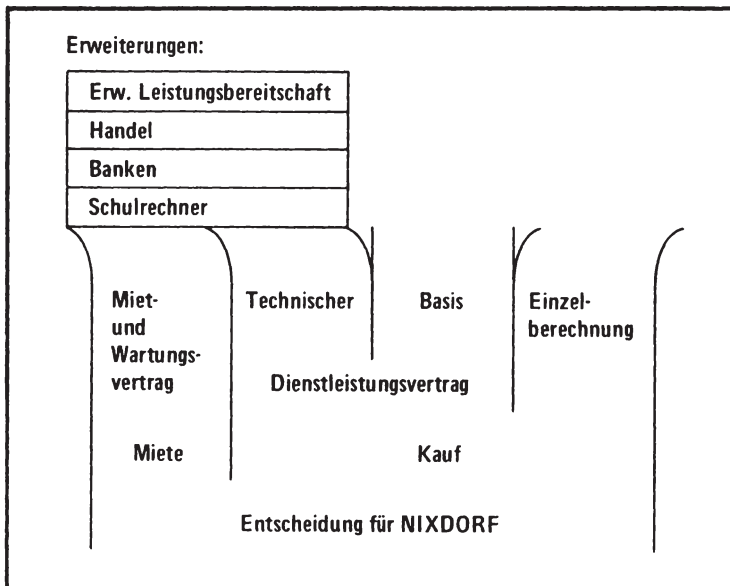 Erweiterungen:
Erw. Leistungsbereitschaft
Handel
Banken
Schulrechner
Miet-
und
Wartungs-
vertrag
Technischer
Basis
Einzel-
berechnung
Dienstleistungsvertrag
Miete
Kauf
Entscheidung für NIXDORF